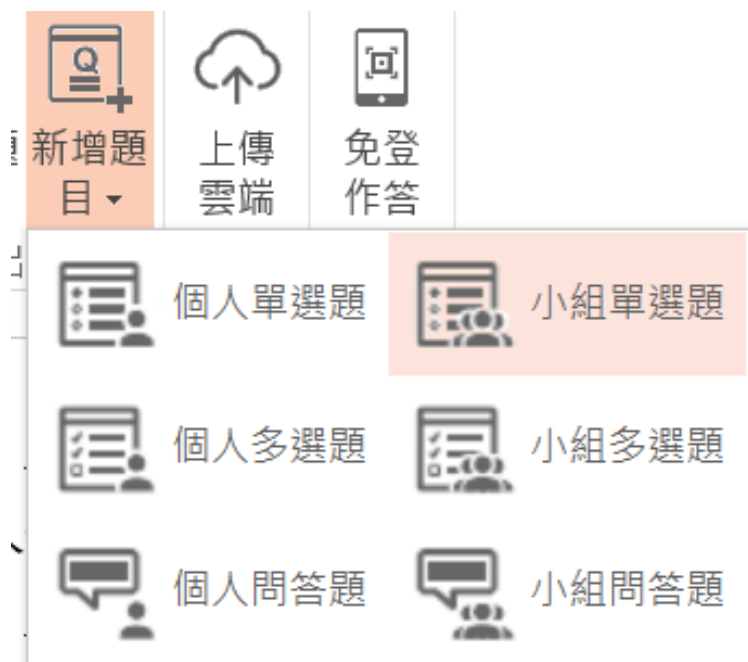 新增題
目
上傳
雲端
免登
作答
個人單選題
小組單選題
個人多選題
小組多選題
個人問答題
小組問答題